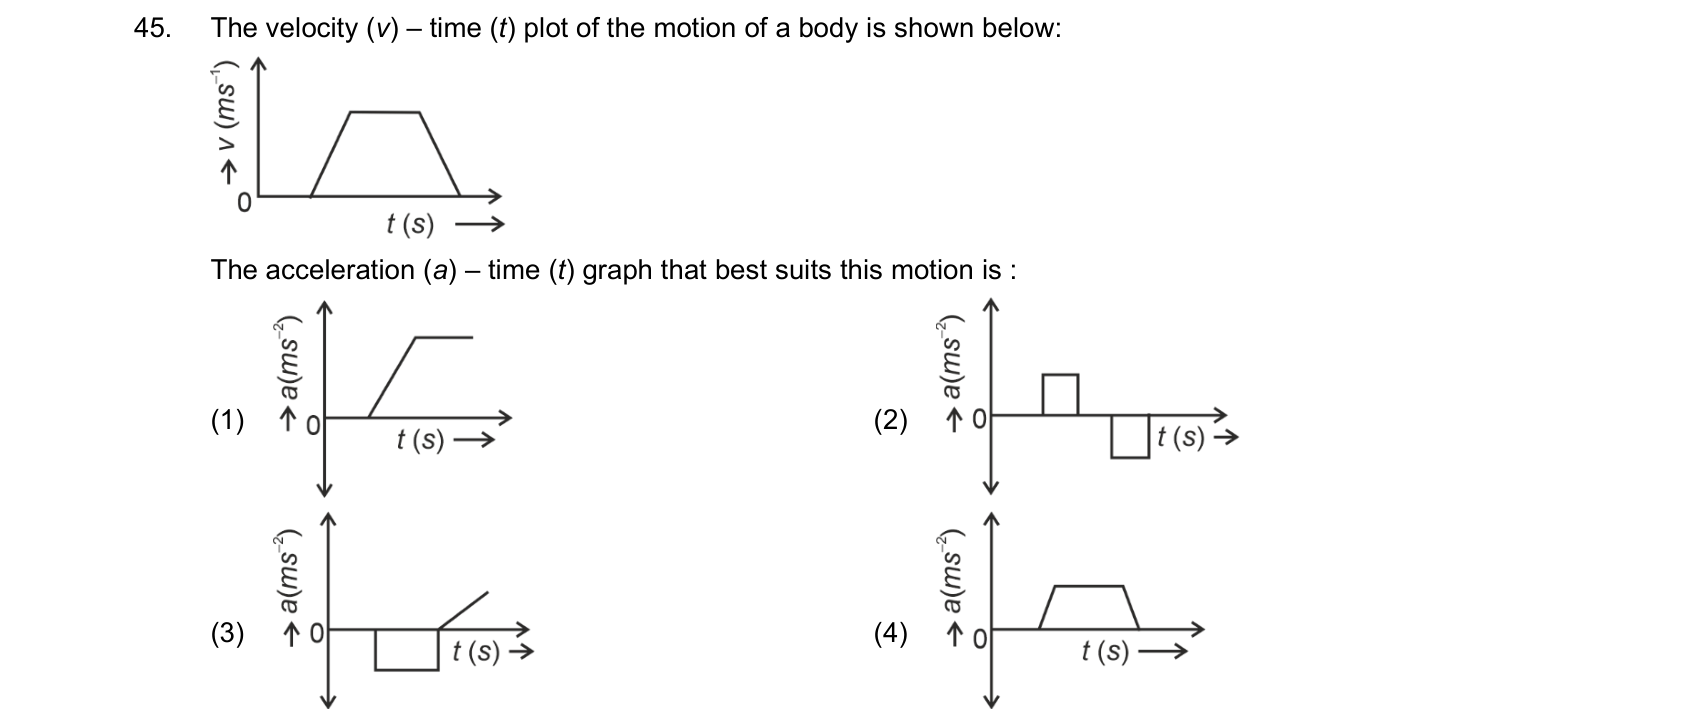 45. The velocity (v) – time (t) plot of the motion of a body is shown below:
v (ms⁻¹)
0
t (s)
The acceleration (a) – time (t) graph that best suits this motion is :
(1) a(ms⁻²) 0 t (s)
(2) a(ms⁻²) 0 t (s)
(3) a(ms⁻²) 0 t (s)
(4) a(ms⁻²) 0 t (s)